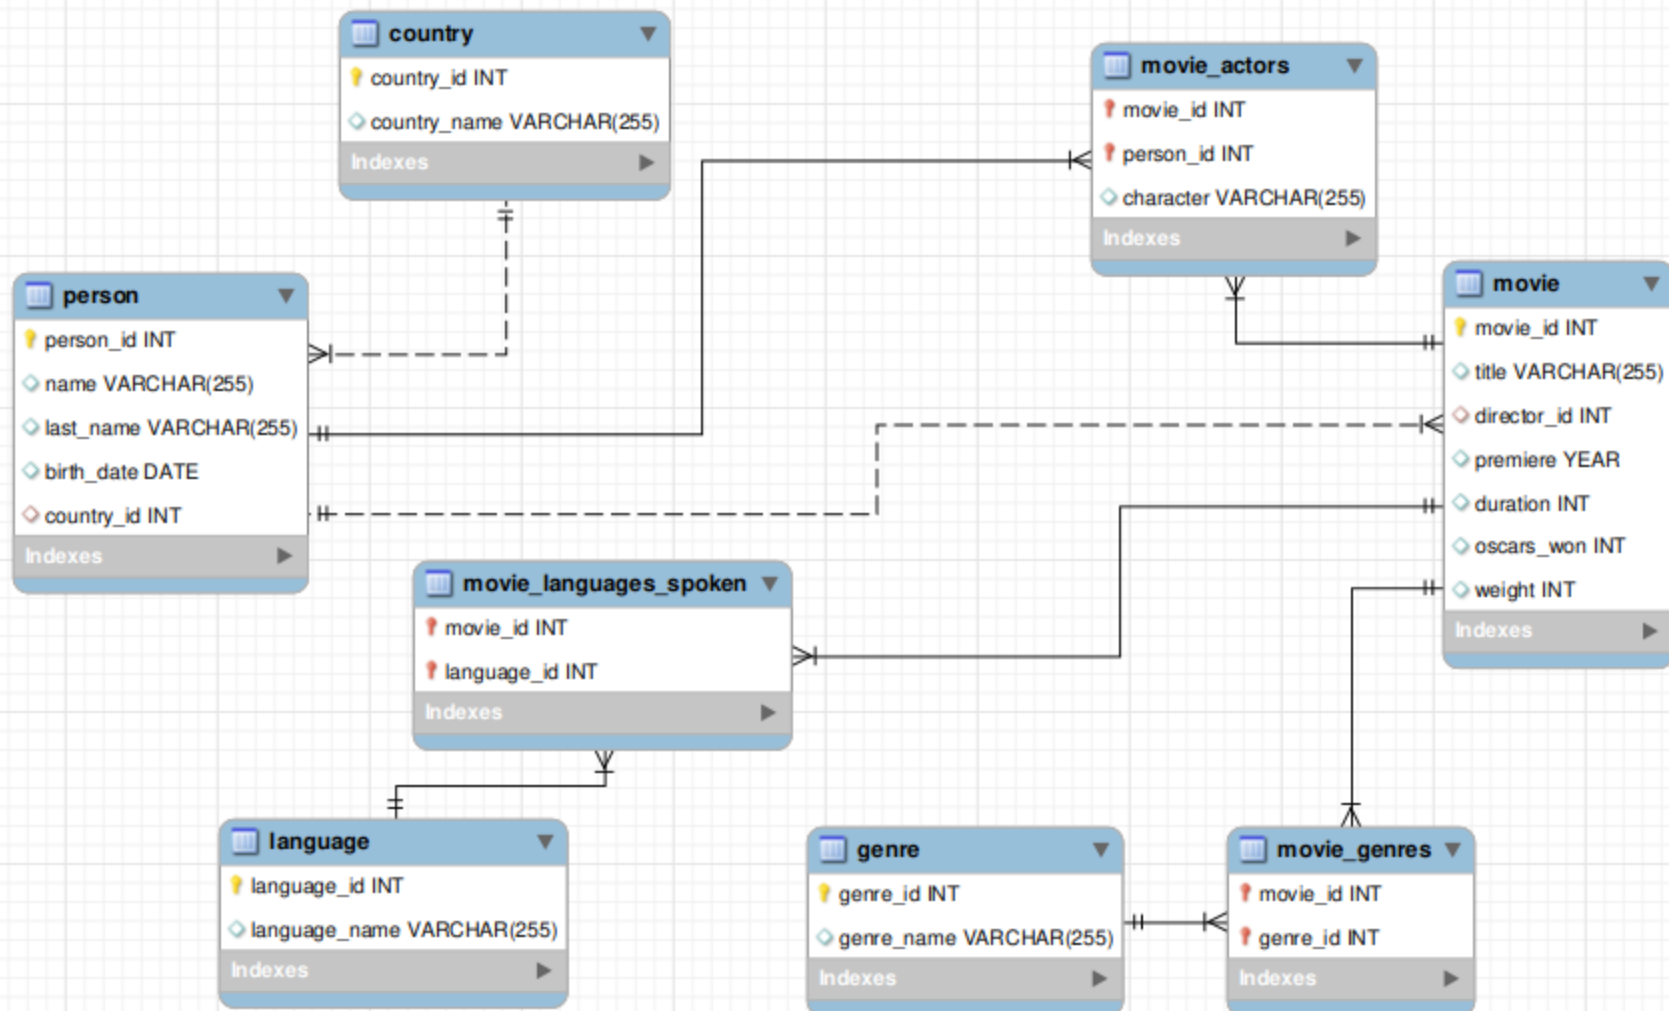 country
country_id INT
country_name VARCHAR(255)
Indexes
movie_actors
movie_id INT
person_id INT
character VARCHAR(255)
Indexes
person
person_id INT
name VARCHAR(255)
last_name VARCHAR(255)
birth_date DATE
country_id INT
Indexes
movie
movie_id INT
title VARCHAR(255)
director_id INT
premiere YEAR
duration INT
oscars_won INT
weight INT
Indexes
movie_languages_spoken
movie_id INT
language_id INT
Indexes
language
language_id INT
language_name VARCHAR(255)
Indexes
genre
genre_id INT
genre_name VARCHAR(255)
Indexes
movie_genres
movie_id INT
genre_id INT
Indexes